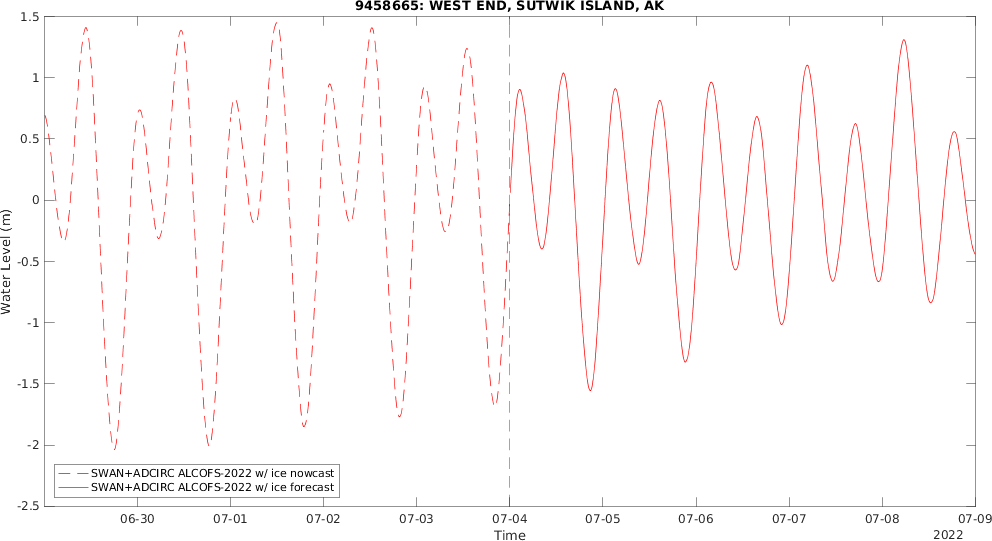 9458665: WEST END, SUTWIK ISLAND, AK
1.5
1
0.5
0
-0.5
-1
-1.5
-2
-2.5
Water Level (m)
SWAN+ADCIRC ALCOFS-2022 w/ ice nowcast
SWAN+ADCIRC ALCOFS-2022 w/ ice forecast
06-30 07-01 07-02 07-03 07-04 07-05 07-06 07-07 07-08 07-09
Time
2022